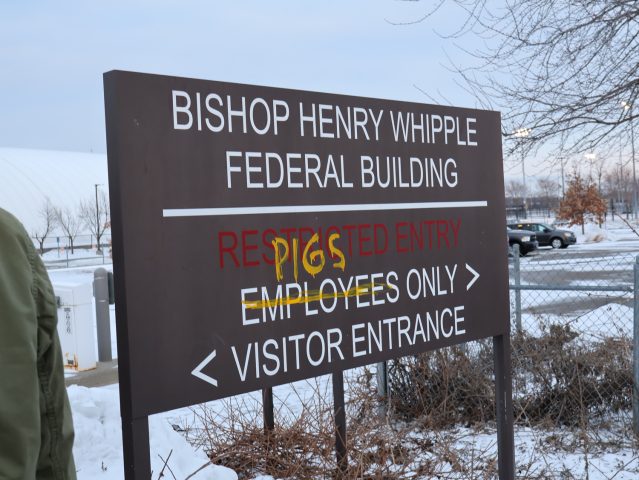 BISHOP HENRY WHIPPLE
FEDERAL BUILDING
RESTRICTED ENTRY
PIGS
EMPLOYEES ONLY >
< VISITOR ENTRANCE